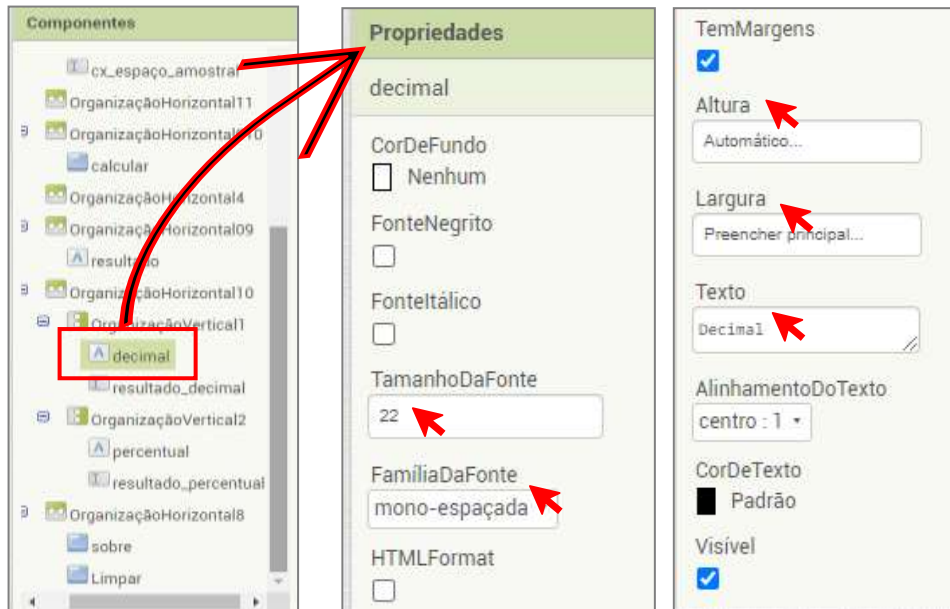 Componentes
cx_espaço_amostral
OrganizaçãoHorizontal11
OrganizaçãoHorizontal010
calcular
OrganizaçãoHorizontal4
OrganizaçãoHorizontal09
resultado
OrganizaçãoHorizontal10
OrganizaçãoVertical1
decimal
resultado_decimal
OrganizaçãoVertical2
percentual
resultado_percentual
OrganizaçãoHorizontal8
sobre
Limpar
Propriedades
decimal
CorDeFundo
Nenhum
FonteNegrito
FonteItálico
TamanhoDaFonte
22
FamíliaDaFonte
mono-espaçada
HTMLFormat
TemMargens
Altura
Automático...
Largura
Preencher principal...
Texto
Decimal
AlinhamentoDoTexto
centro : 1
CorDeTexto
Padrão
Visível